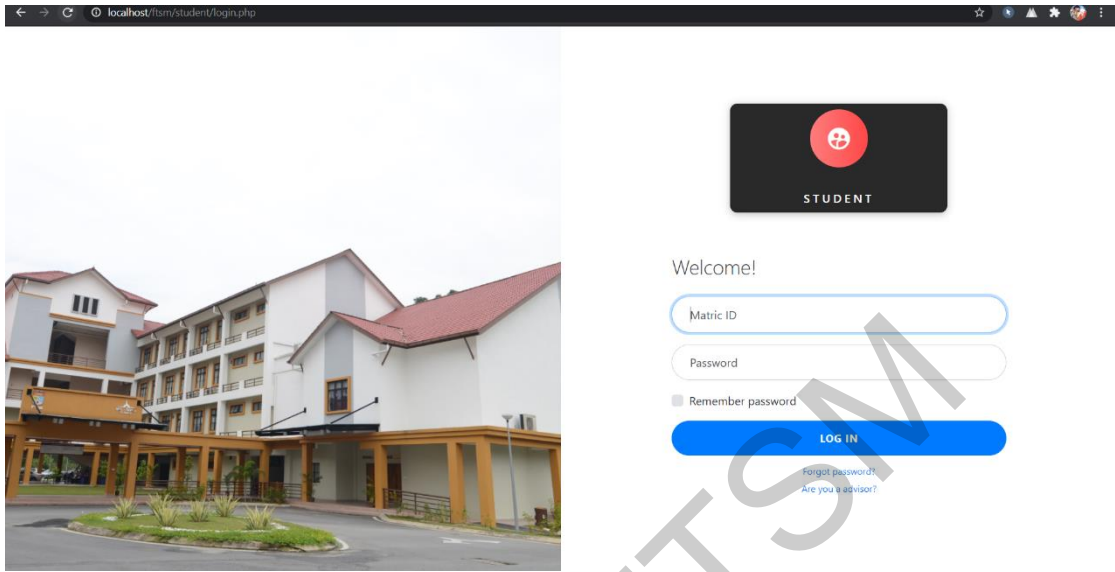 localhost/ftsm/student/login.php
STUDENT
Welcome!
Matric ID
Password
Remember password
LOG IN
Forgot password?
Are you a advisor?
FTSM